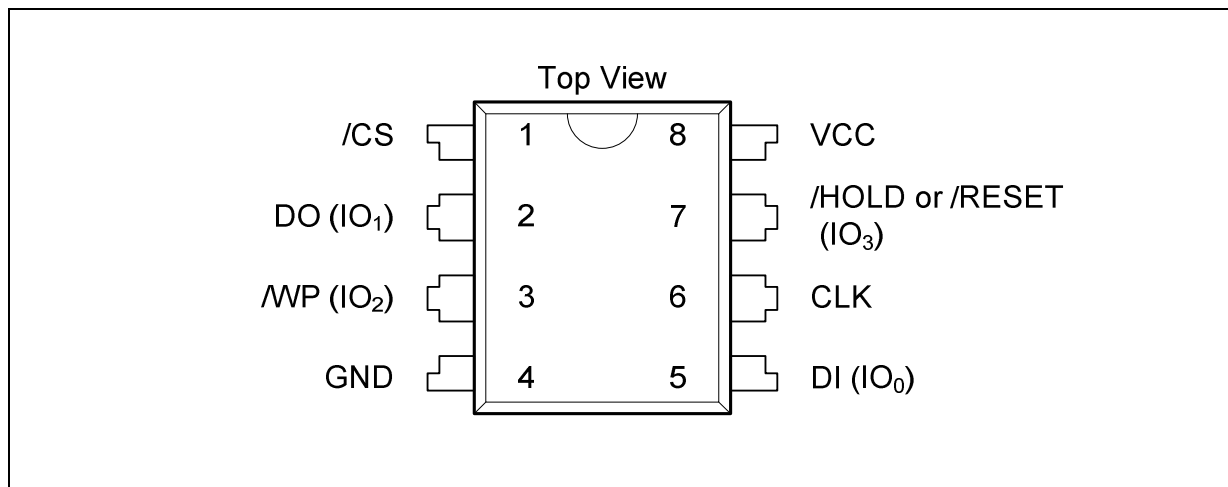 Top View
/CS 1 8 VCC
DO (IO₁) 2 7 /HOLD or /RESET
(IO₃)
/WP (IO₂) 3 6 CLK
GND 4 5 DI (IO₀)